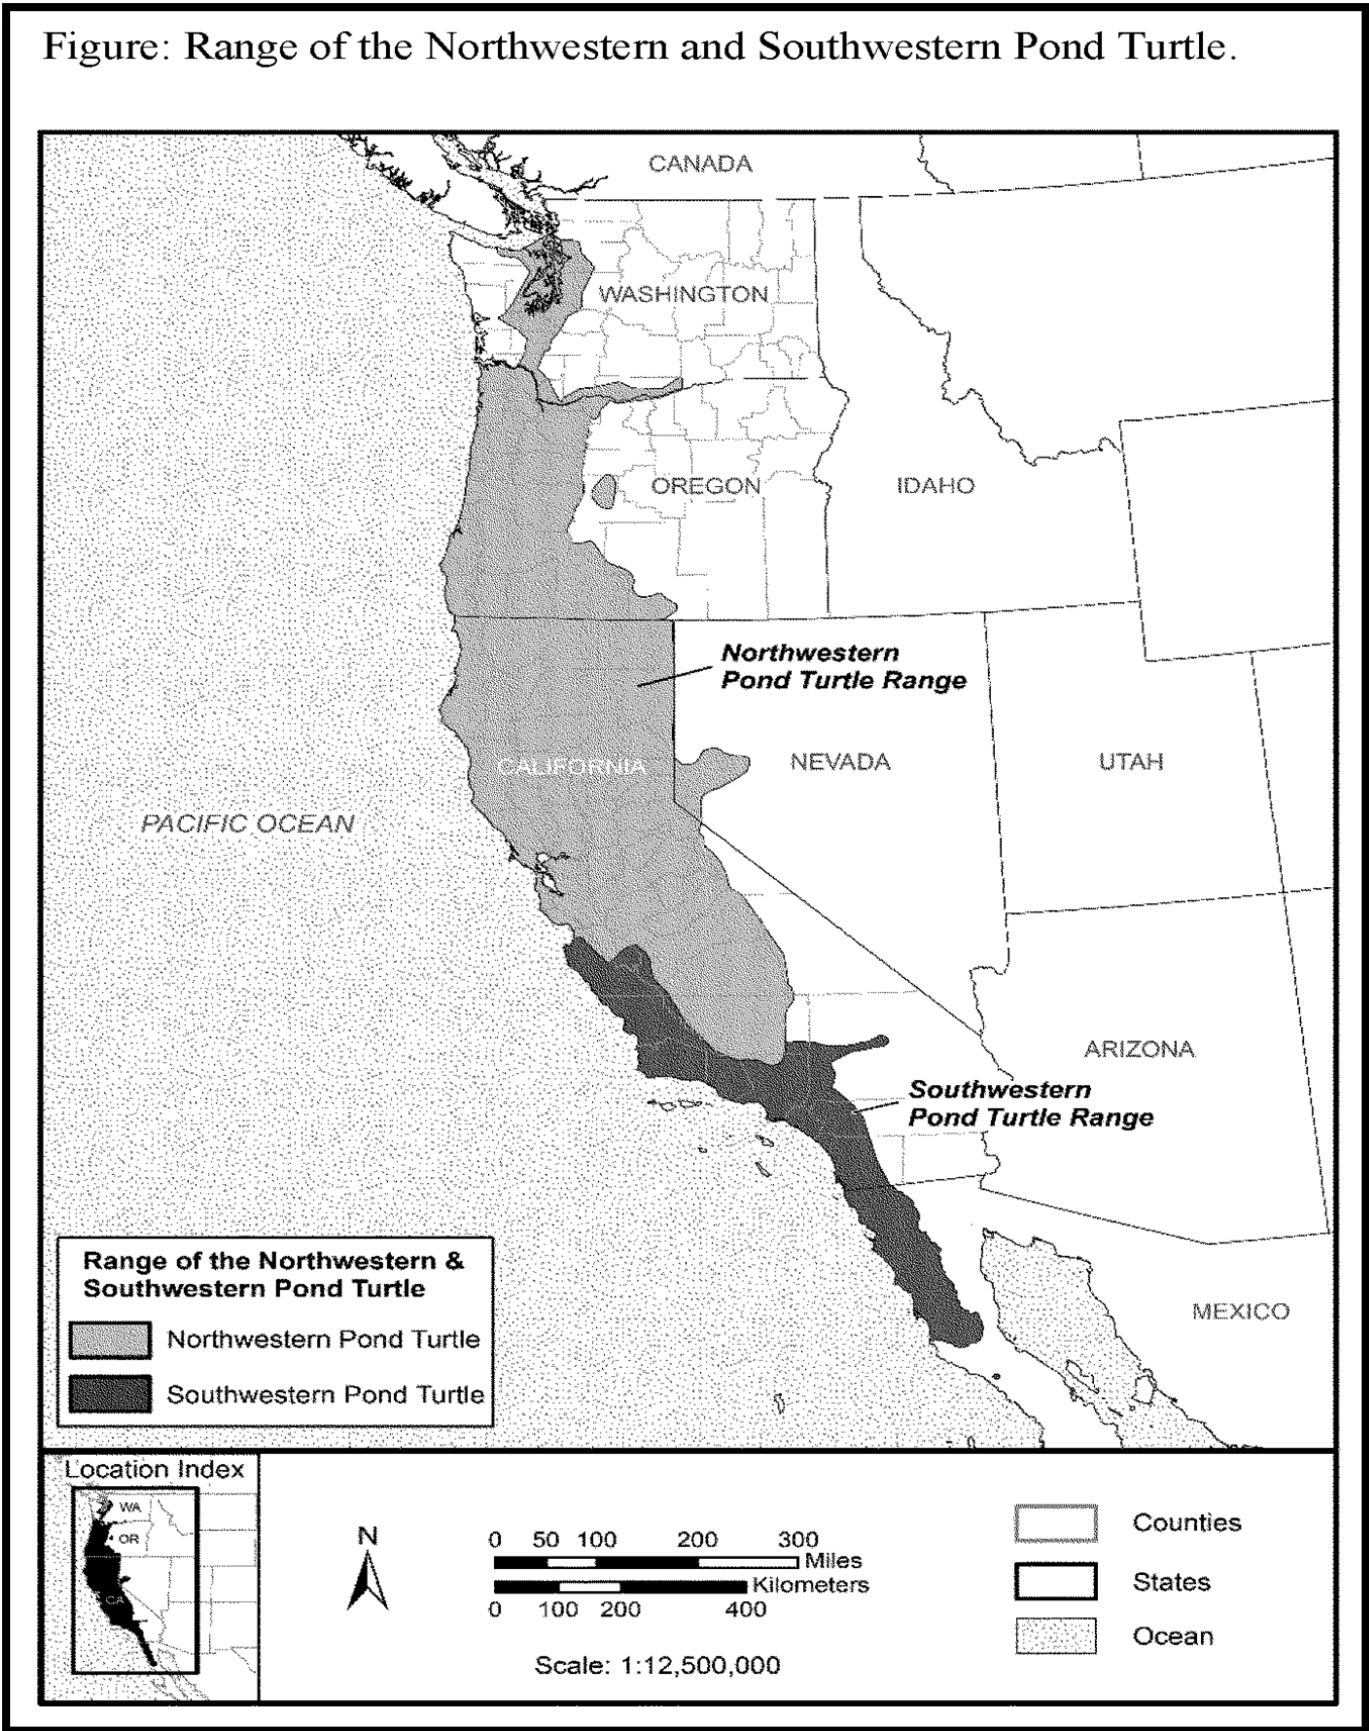 Figure: Range of the Northwestern and Southwestern Pond Turtle.
CANADA
WASHINGTON
OREGON
IDAHO
Northwestern
Pond Turtle Range
CALIFORNIA
NEVADA
UTAH
PACIFIC OCEAN
ARIZONA
Southwestern
Pond Turtle Range
MEXICO
Range of the Northwestern &
Southwestern Pond Turtle
Northwestern Pond Turtle
Southwestern Pond Turtle
Location Index
WA
OR
CA
N
0 50 100 200 300
Miles
Kilometers
0 100 200 400
Scale: 1:12,500,000
Counties
States
Ocean